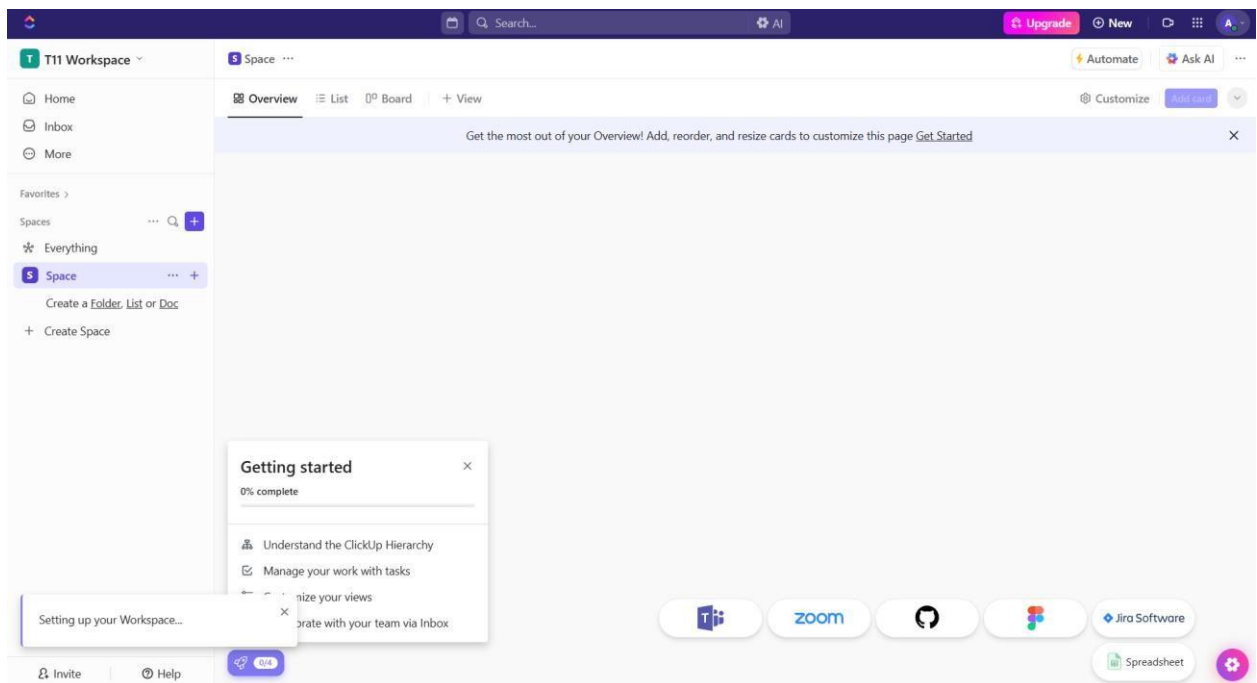 Search...
AI
Upgrade
New
A
T T11 Workspace
S Space ...
Automate
Ask AI
...
Home
Inbox
More
Overview
List
Board
+ View
Customize
Add card
Get the most out of your Overview! Add, reorder, and resize cards to customize this page Get Started
Favorites >
Spaces ... +
Everything
S Space ... +
Create a Folder, List or Doc
+ Create Space
Getting started
0% complete
Understand the ClickUp Hierarchy
Manage your work with tasks
nize your views
orate with your team via Inbox
Setting up your Workspace...
0/4
Invite
Help
T
zoom
Jira Software
Spreadsheet